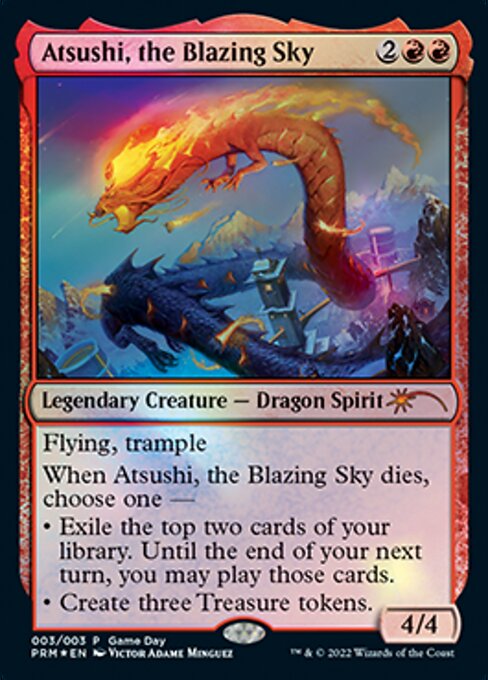 Atsushi, the Blazing Sky 2
Legendary Creature — Dragon Spirit
Flying, trample
When Atsushi, the Blazing Sky dies,
choose one —
• Exile the top two cards of your
library. Until the end of your next
turn, you may play those cards.
• Create three Treasure tokens.
4/4
003/003 P Game Day
PRM★EN VICTOR ADAME MINGUEZ
™ & © 2022 Wizards of the Coast